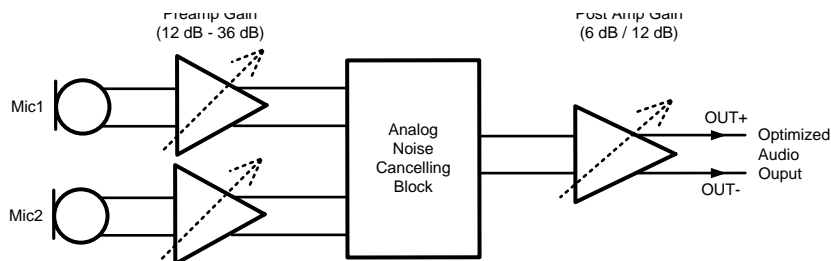 Preamp Gain
(12 dB - 36 dB)
Post Amp Gain
(6 dB / 12 dB)
Mic1
Mic2
Analog
Noise
Cancelling
Block
OUT+
OUT-
Optimized
Audio
Ouput